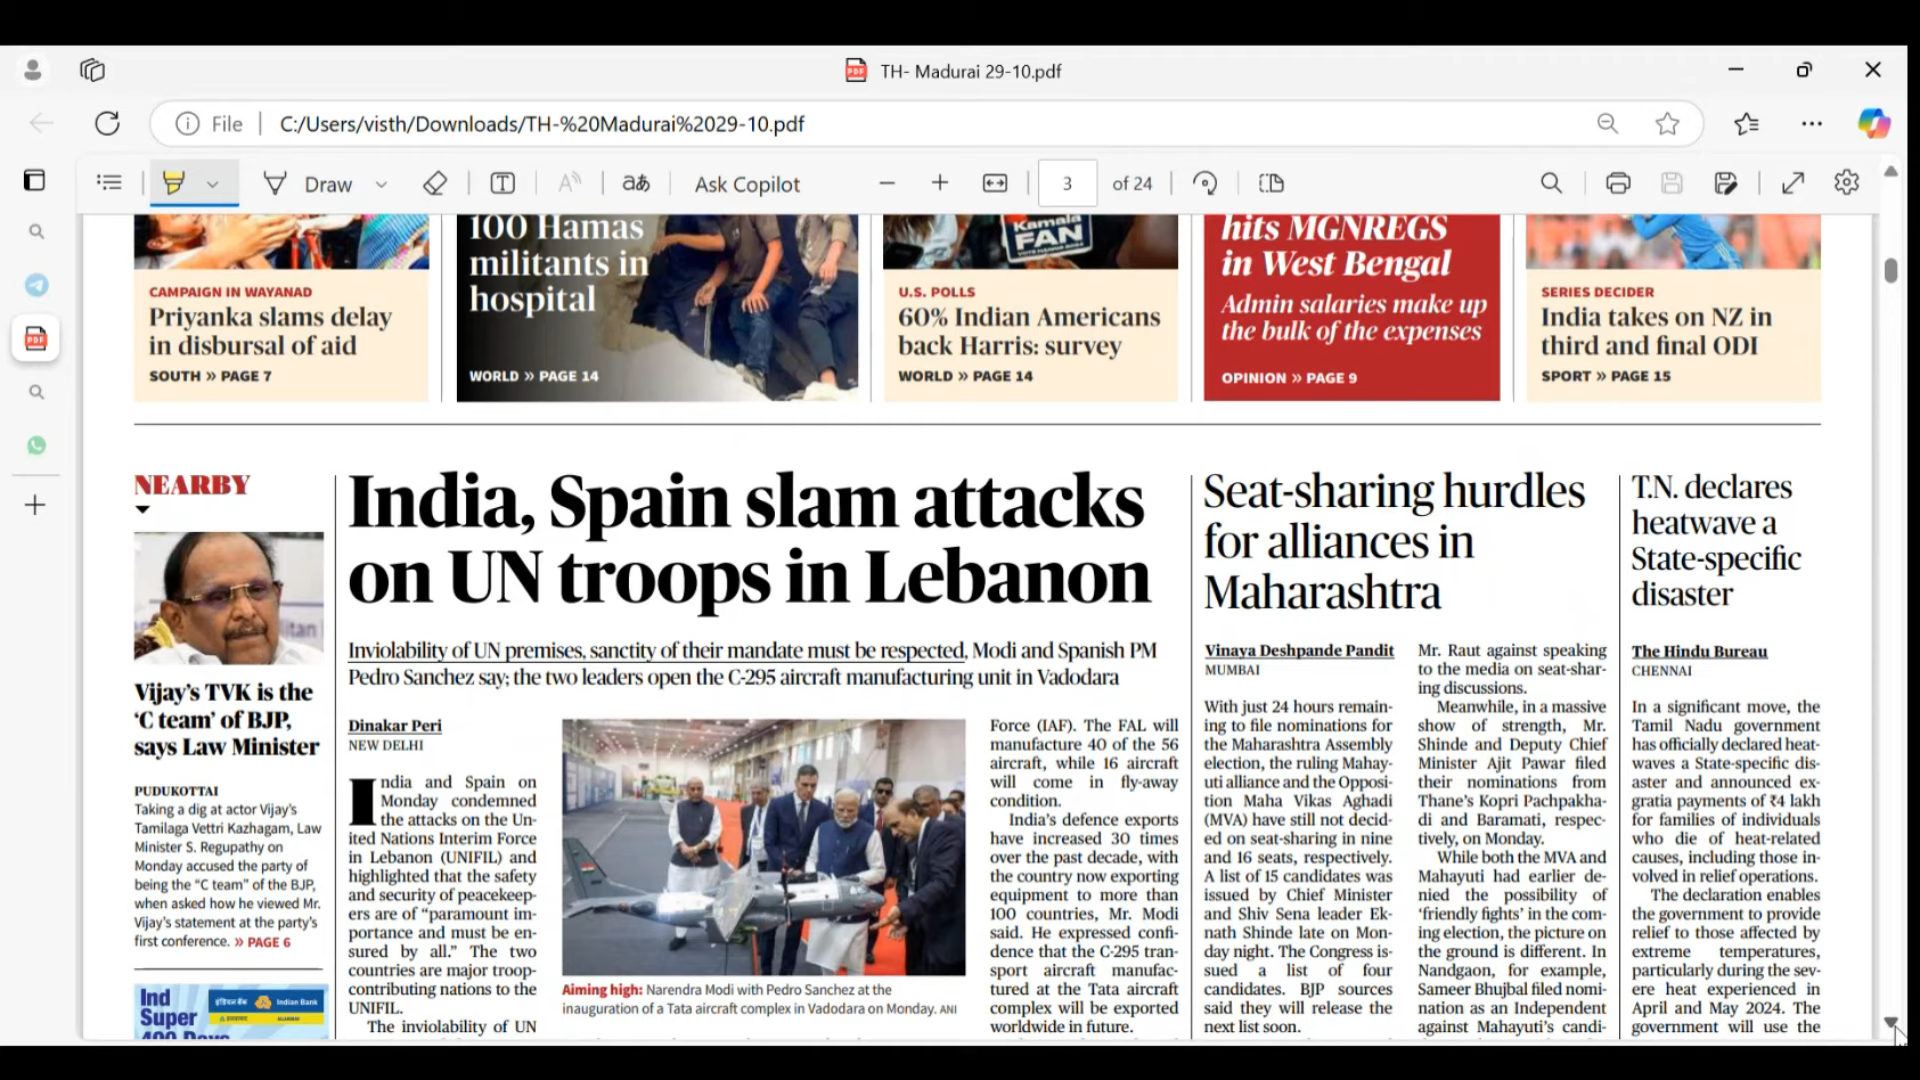 TH- Madurai 29-10.pdf
File
C:/Users/visth/Downloads/TH-%20Madurai%2029-10.pdf
Draw
Ask Copilot
3
of 24
CAMPAIGN IN WAYANAD
Priyanka slams delay
in disbursal of aid
SOUTH » PAGE 7
100 Hamas
militants in
hospital
WORLD » PAGE 14
Kamala
FAN
U.S. POLLS
60% Indian Americans
back Harris: survey
WORLD » PAGE 14
hits MGNREGS
in West Bengal
Admin salaries make up
the bulk of the expenses
OPINION » PAGE 9
SERIES DECIDER
India takes on NZ in
third and final ODI
SPORT » PAGE 15
NEARBY
Vijay's TVK is the
‘C team’ of BJP,
says Law Minister
PUDUKOTTAI
Taking a dig at actor Vijay's
Tamilaga Vettri Kazhagam, Law
Minister S. Regupathy on
Monday accused the party of
being the “C team” of the BJP,
when asked how he viewed Mr.
Vijay's statement at the party's
first conference. » PAGE 6
Ind
Super
400 Days
इंडियन बैंक
Indian Bank
India, Spain slam attacks
on UN troops in Lebanon
Inviolability of UN premises, sanctity of their mandate must be respected, Modi and Spanish PM
Pedro Sanchez say; the two leaders open the C-295 aircraft manufacturing unit in Vadodara
Dinakar Peri
NEW DELHI
India and Spain on
Monday condemned
the attacks on the Un-
ited Nations Interim Force
in Lebanon (UNIFIL) and
highlighted that the safety
and security of peacekeep-
ers are of “paramount im-
portance and must be en-
sured by all.” The two
countries are major troop-
contributing nations to the
UNIFIL.
The inviolability of UN
Aiming high: Narendra Modi with Pedro Sanchez at the
inauguration of a Tata aircraft complex in Vadodara on Monday. ANI
Force (IAF). The FAL will
manufacture 40 of the 56
aircraft, while 16 aircraft
will come in fly-away
condition.
India's defence exports
have increased 30 times
over the past decade, with
the country now exporting
equipment to more than
100 countries, Mr. Modi
said. He expressed confi-
dence that the C-295 tran-
sport aircraft manufac-
tured at the Tata aircraft
complex will be exported
worldwide in future.
Seat-sharing hurdles
for alliances in
Maharashtra
Vinaya Deshpande Pandit
MUMBAI
With just 24 hours remain-
ing to file nominations for
the Maharashtra Assembly
election, the ruling Mahay-
uti alliance and the Opposi-
tion Maha Vikas Aghadi
(MVA) have still not decid-
ed on seat-sharing in nine
and 16 seats, respectively.
A list of 15 candidates was
issued by Chief Minister
and Shiv Sena leader Ek-
nath Shinde late on Mon-
day night. The Congress is-
sued a list of four
candidates. BJP sources
said they will release the
next list soon.
Mr. Raut against speaking
to the media on seat-shar-
ing discussions.
Meanwhile, in a massive
show of strength, Mr.
Shinde and Deputy Chief
Minister Ajit Pawar filed
their nominations from
Thane's Kopri Pachpakha-
di and Baramati, respec-
tively, on Monday.
While both the MVA and
Mahayuti had earlier de-
nied the possibility of
‘friendly fights’ in the com-
ing election, the picture on
the ground is different. In
Nandgaon, for example,
Sameer Bhujbal filed nomi-
nation as an Independent
against Mahayuti's candi-
T.N. declares
heatwave a
State-specific
disaster
The Hindu Bureau
CHENNAI
In a significant move, the
Tamil Nadu government
has officially declared heat-
waves a State-specific dis-
aster and announced ex-
gratia payments of ₹4 lakh
for families of individuals
who die of heat-related
causes, including those in-
volved in relief operations.
The declaration enables
the government to provide
relief to those affected by
extreme temperatures,
particularly during the sev-
ere heat experienced in
April and May 2024. The
government will use the